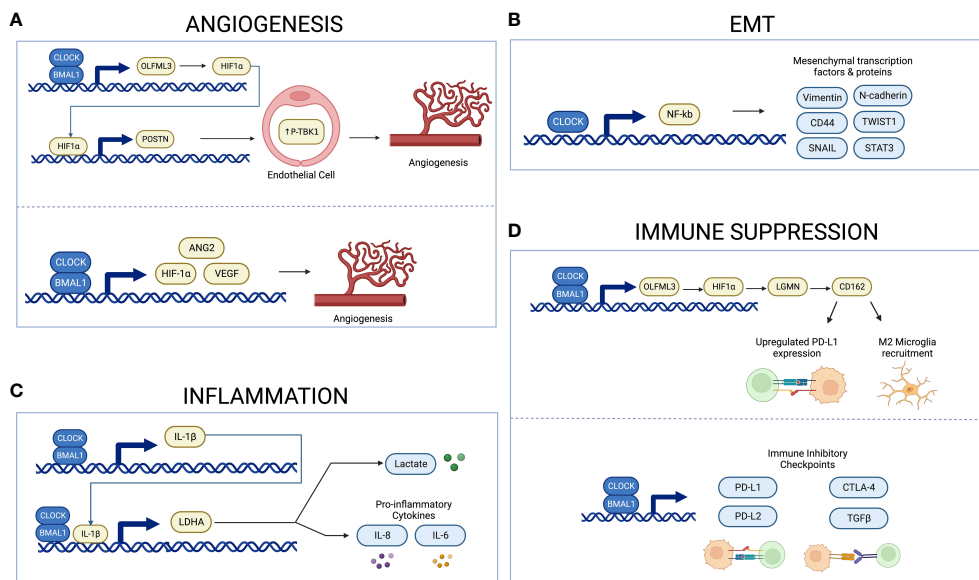 A
ANGIOGENESIS
CLOCK
BMAL1
OLFML3
HIF1α
HIF1α
POSTN
↑P-TBK1
Endothelial Cell
Angiogenesis
CLOCK
BMAL1
ANG2
HIF-1α
VEGF
Angiogenesis
B
EMT
CLOCK
NF-kb
Mesenchymal transcription
factors & proteins
Vimentin
N-cadherin
CD44
TWIST1
SNAIL
STAT3
C
INFLAMMATION
CLOCK
BMAL1
IL-1β
CLOCK
BMAL1
IL-1β
LDHA
Lactate
Pro-inflammatory
Cytokines
IL-8
IL-6
D
IMMUNE SUPPRESSION
CLOCK
BMAL1
OLFML3
HIF1α
LGMN
CD162
Upregulated PD-L1
expression
M2 Microglia
recruitment
CLOCK
BMAL1
Immune Inhibitory
Checkpoints
PD-L1
CTLA-4
PD-L2
TGFβ